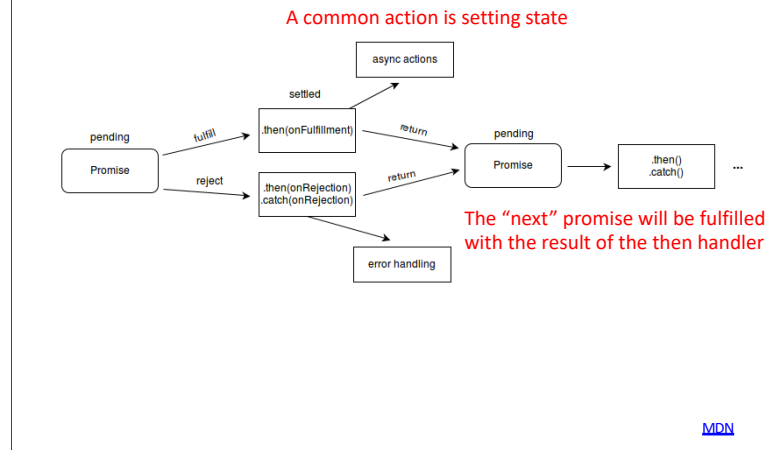 A common action is setting state
async actions
settled
pending
fulfill
.then(onFulfillment)
return
pending
Promise
reject
.then(onRejection)
.catch(onRejection)
return
Promise
.then()
.catch()
...
The “next” promise will be fulfilled
with the result of the then handler
error handling
MDN